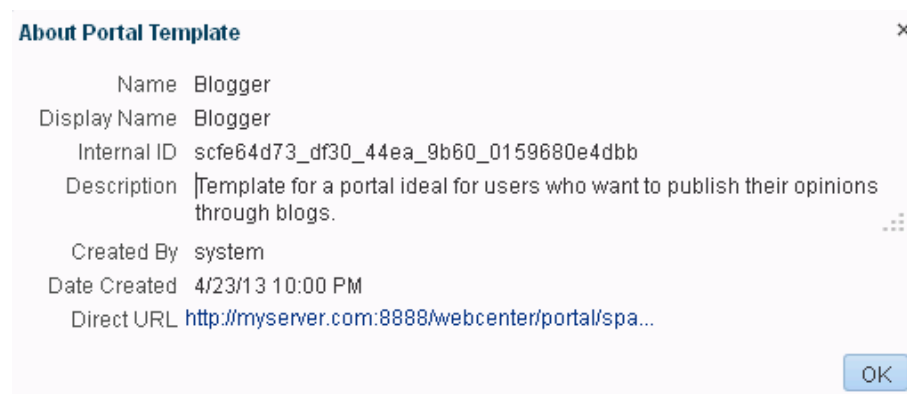 About Portal Template
Name Blogger
Display Name Blogger
Internal ID scfe64d73_df30_44ea_9b60_0159680e4dbb
Description Template for a portal ideal for users who want to publish their opinions
through blogs.
Created By system
Date Created 4/23/13 10:00 PM
Direct URL http://myserver.com:8888/webcenter/portal/spa...
OK